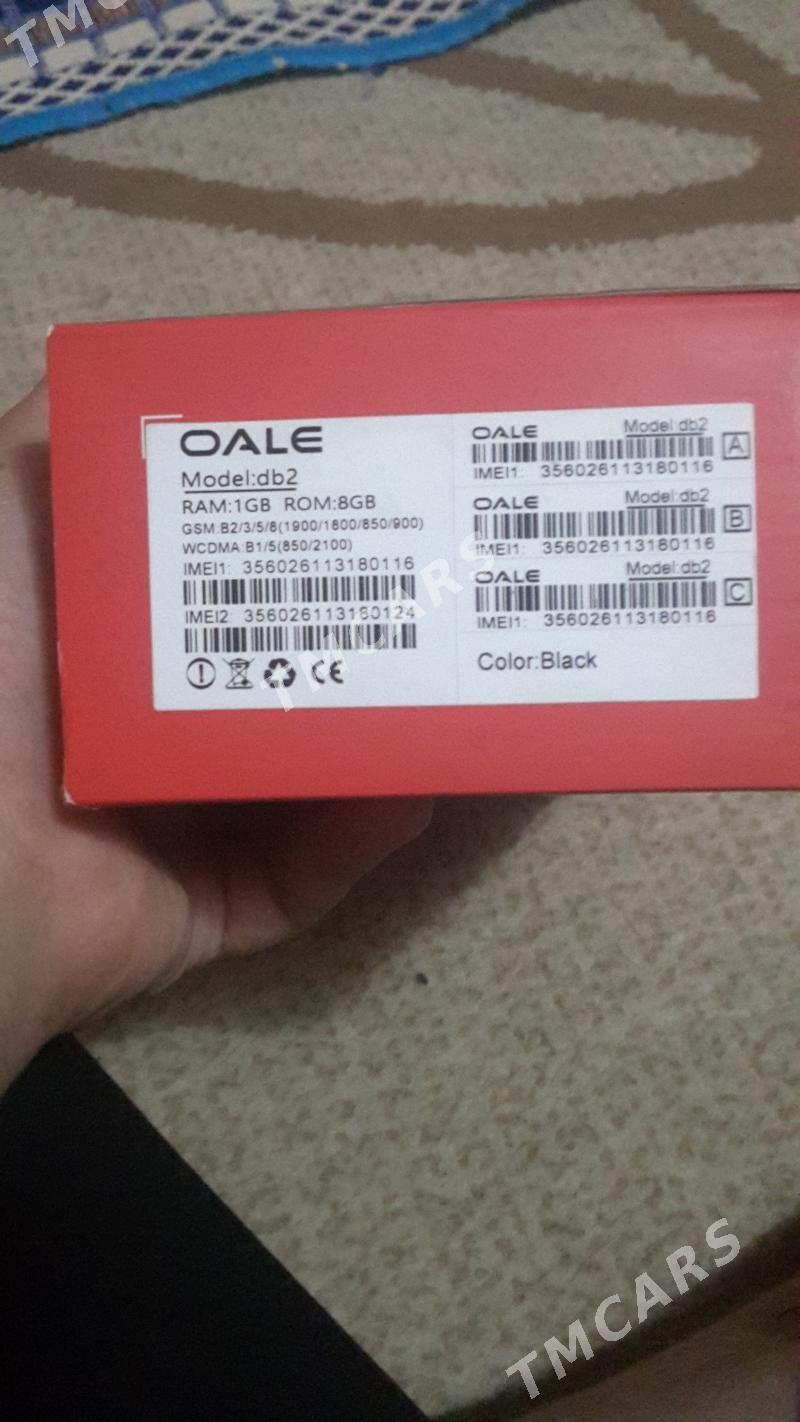 OALE
Model:db2
RAM:1GB ROM:8GB
GSM:B2/3/5/8(1900/1800/850/900)
WCDMA:B1/5(850/2100)
IMEI1: 356026113180116
IMEI2: 356026113180124
CE
OALE Model:db2
A
IMEI1: 356026113180116
OALE Model:db2
B
IMEI1: 356026113180116
OALE Model:db2
C
IMEI1: 356026113180116
Color:Black
TMCARS
TMCARS